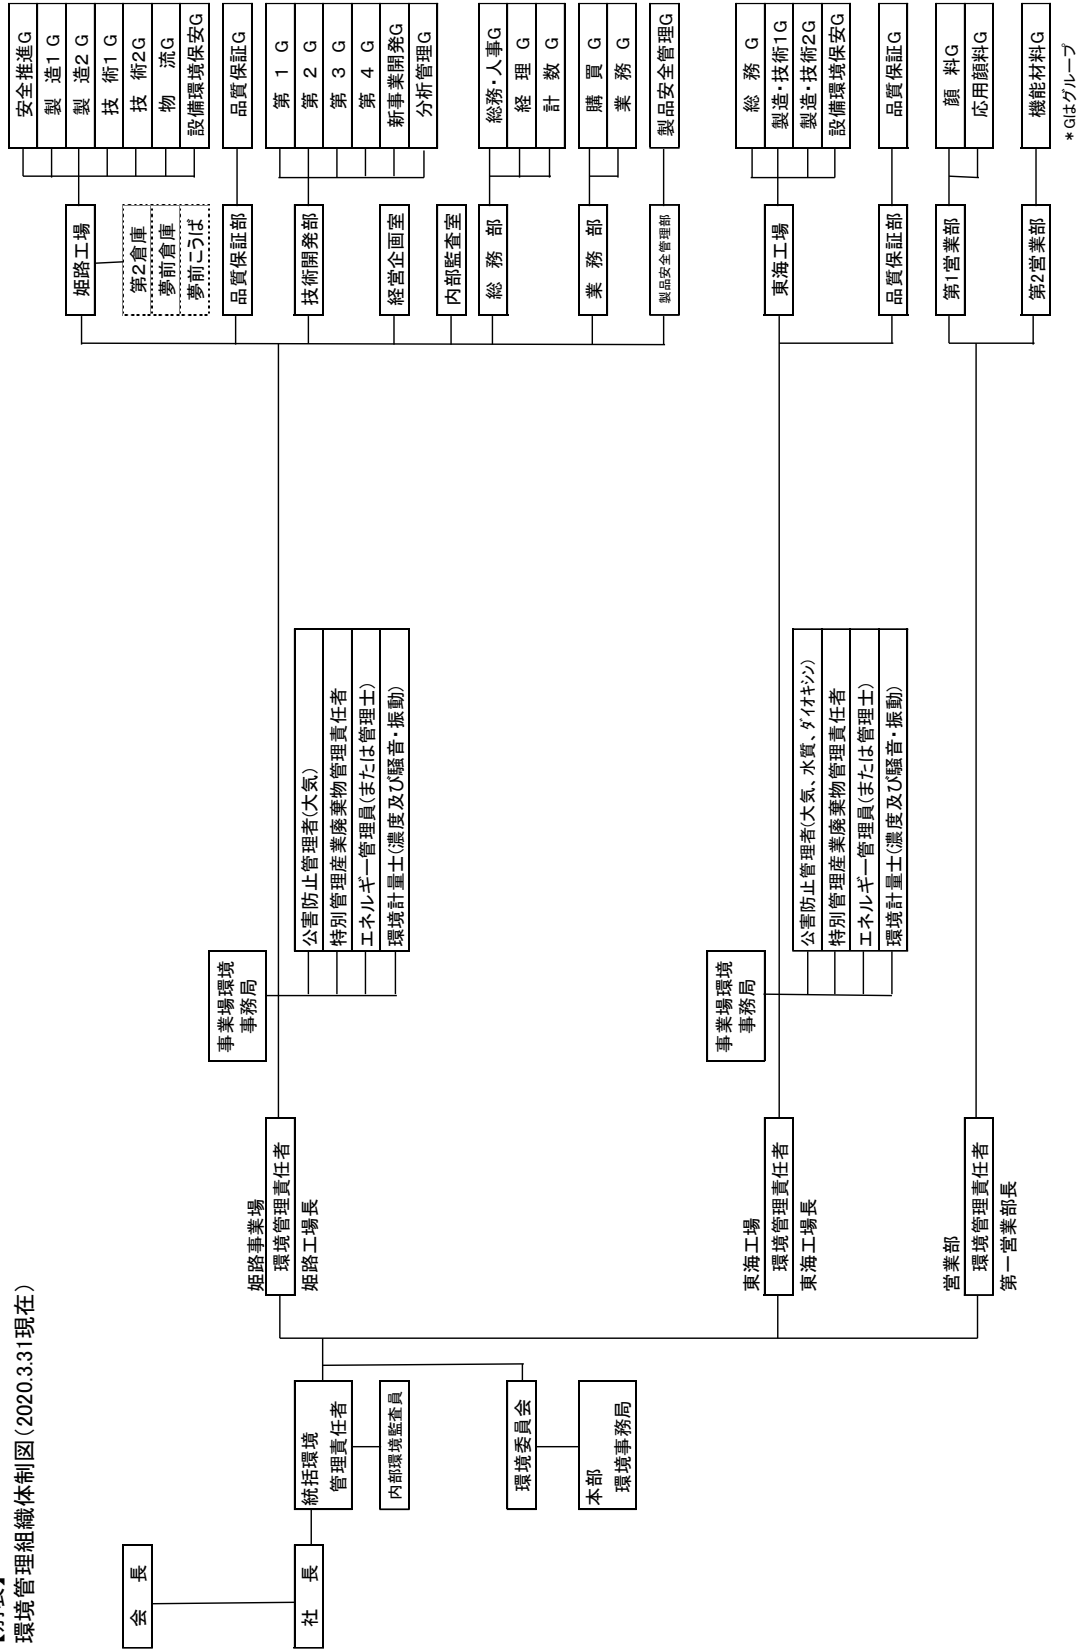 環境管理組織体制図(2020.3.31現在)
会 長
社 長
統括環境
管理責任者
内部環境監査員
環境委員会
本部
環境事務局
姫路事業場
環境管理責任者
姫路工場長
事業場環境
事務局
公害防止管理者(大気)
特別管理産業廃棄物管理責任者
エネルギー管理員(または管理士)
環境計量士(濃度及び騒音・振動)
姫路工場
第2倉庫
夢前倉庫
夢前こうば
安全推進G
製 造1 G
製 造2 G
技 術1 G
技 術2G
物 流G
設備環境保安G
品質保証部
品質保証G
技術開発部
第 1 G
第 2 G
第 3 G
第 4 G
新事業開発G
分析管理G
経営企画室
内部監査室
総 務 部
総務・人事G
経 理 G
計 数 G
業 務 部
購 買 G
業 務 G
製品安全管理部
製品安全管理G
東海工場
環境管理責任者
東海工場長
事業場環境
事務局
公害防止管理者(大気、水質、ダイオキシン)
特別管理産業廃棄物管理責任者
エネルギー管理員(または管理士)
環境計量士(濃度及び騒音・振動)
東海工場
総 務 G
製造・技術1G
製造・技術2G
設備環境保安G
品質保証部
品質保証G
営業部
環境管理責任者
第一営業部長
第1営業部
顔 料G
応用顔料G
第2営業部
機能材料G
*Gはグループ